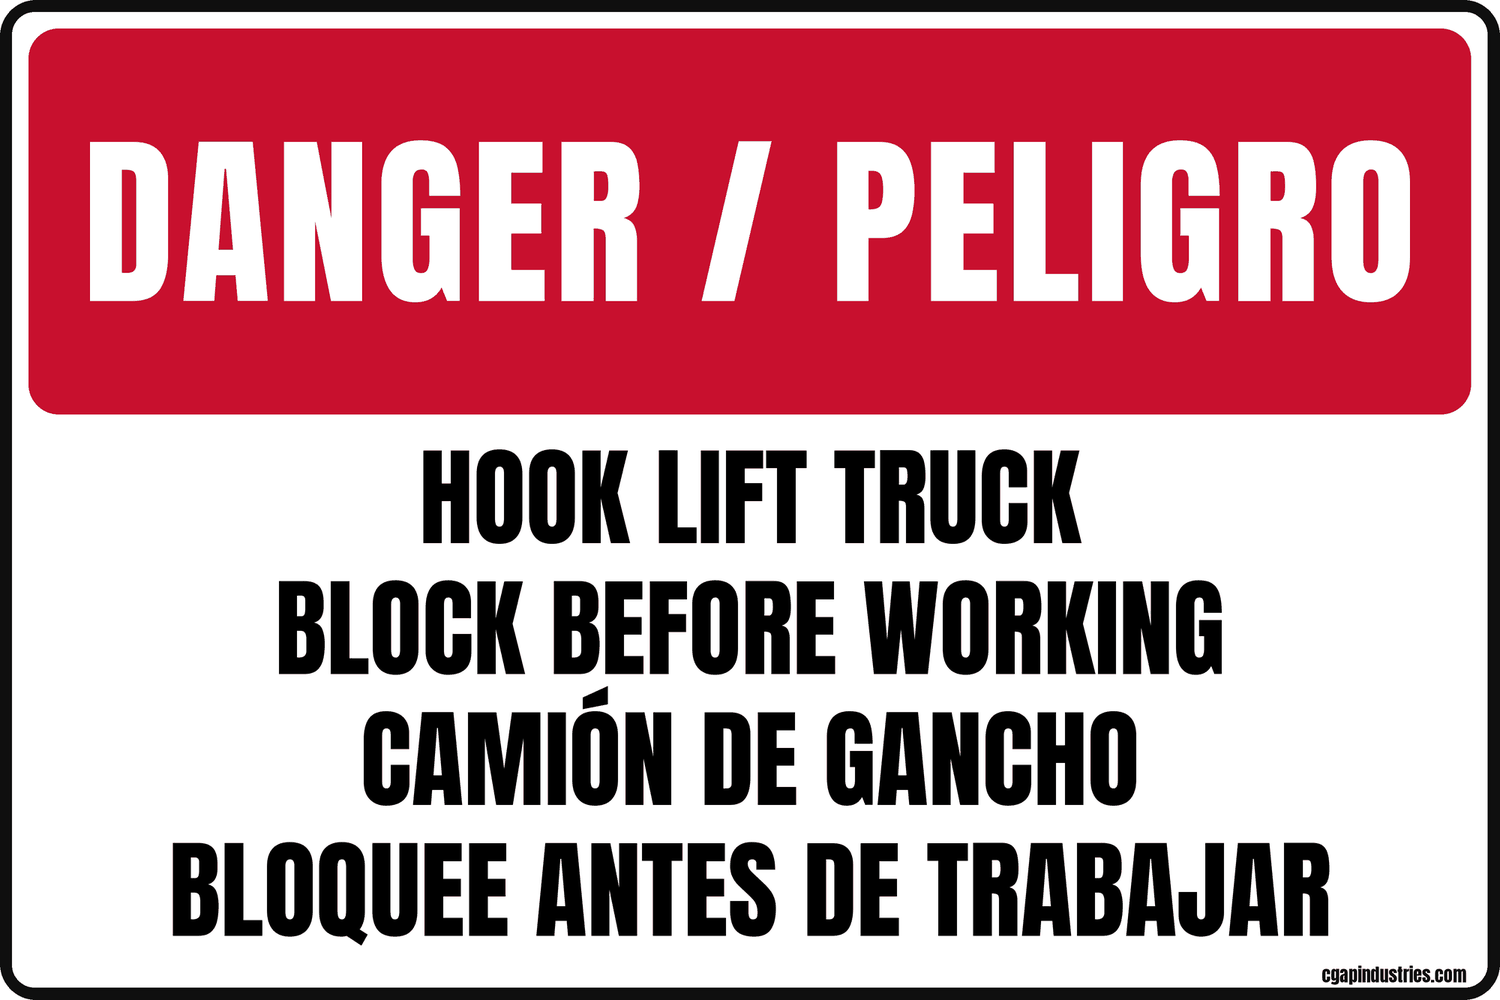 DANGER / PELIGRO
HOOK LIFT TRUCK
BLOCK BEFORE WORKING
CAMIÓN DE GANCHO
BLOQUEE ANTES DE TRABAJAR
cgapindustries.com